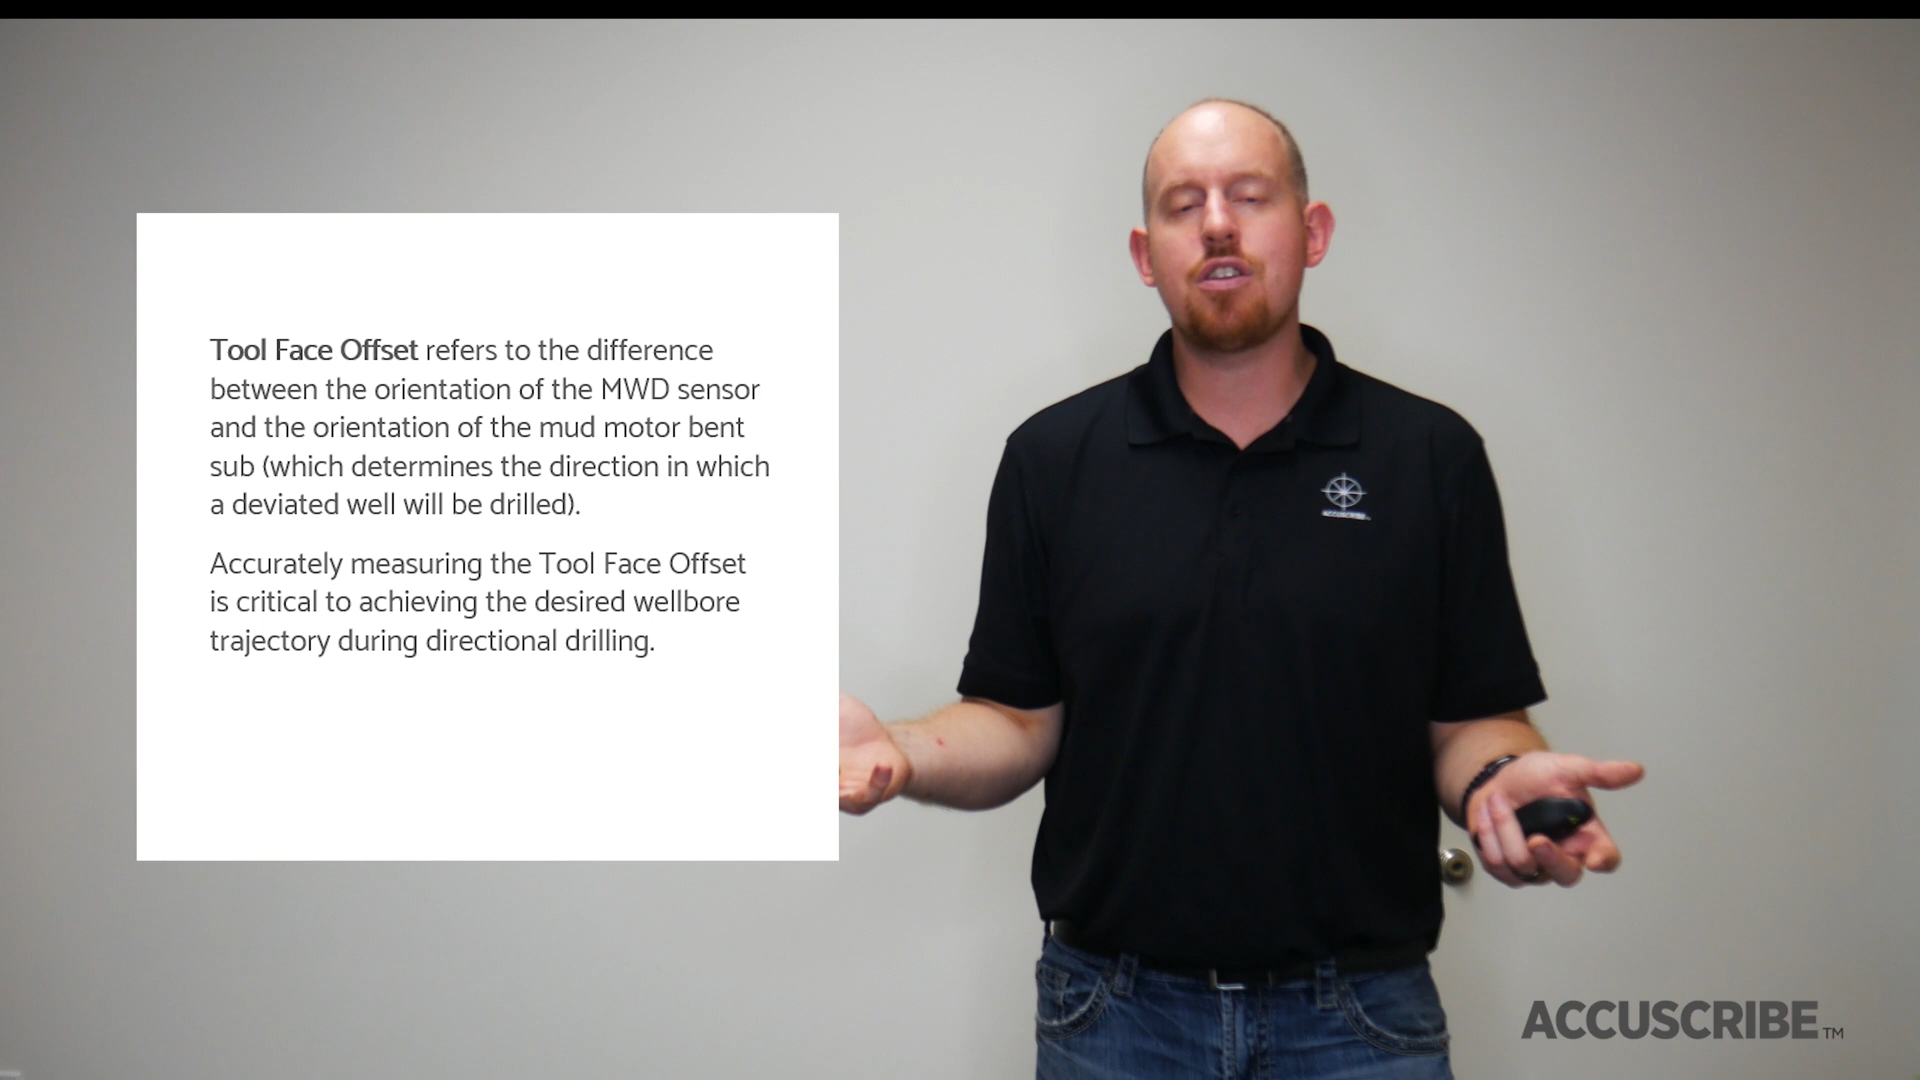 Tool Face Offset refers to the difference
between the orientation of the MWD sensor
and the orientation of the mud motor bent
sub (which determines the direction in which
a deviated well will be drilled).
Accurately measuring the Tool Face Offset
is critical to achieving the desired wellbore
trajectory during directional drilling.
ACCUSCRIBE
ACCUSCRIBE™